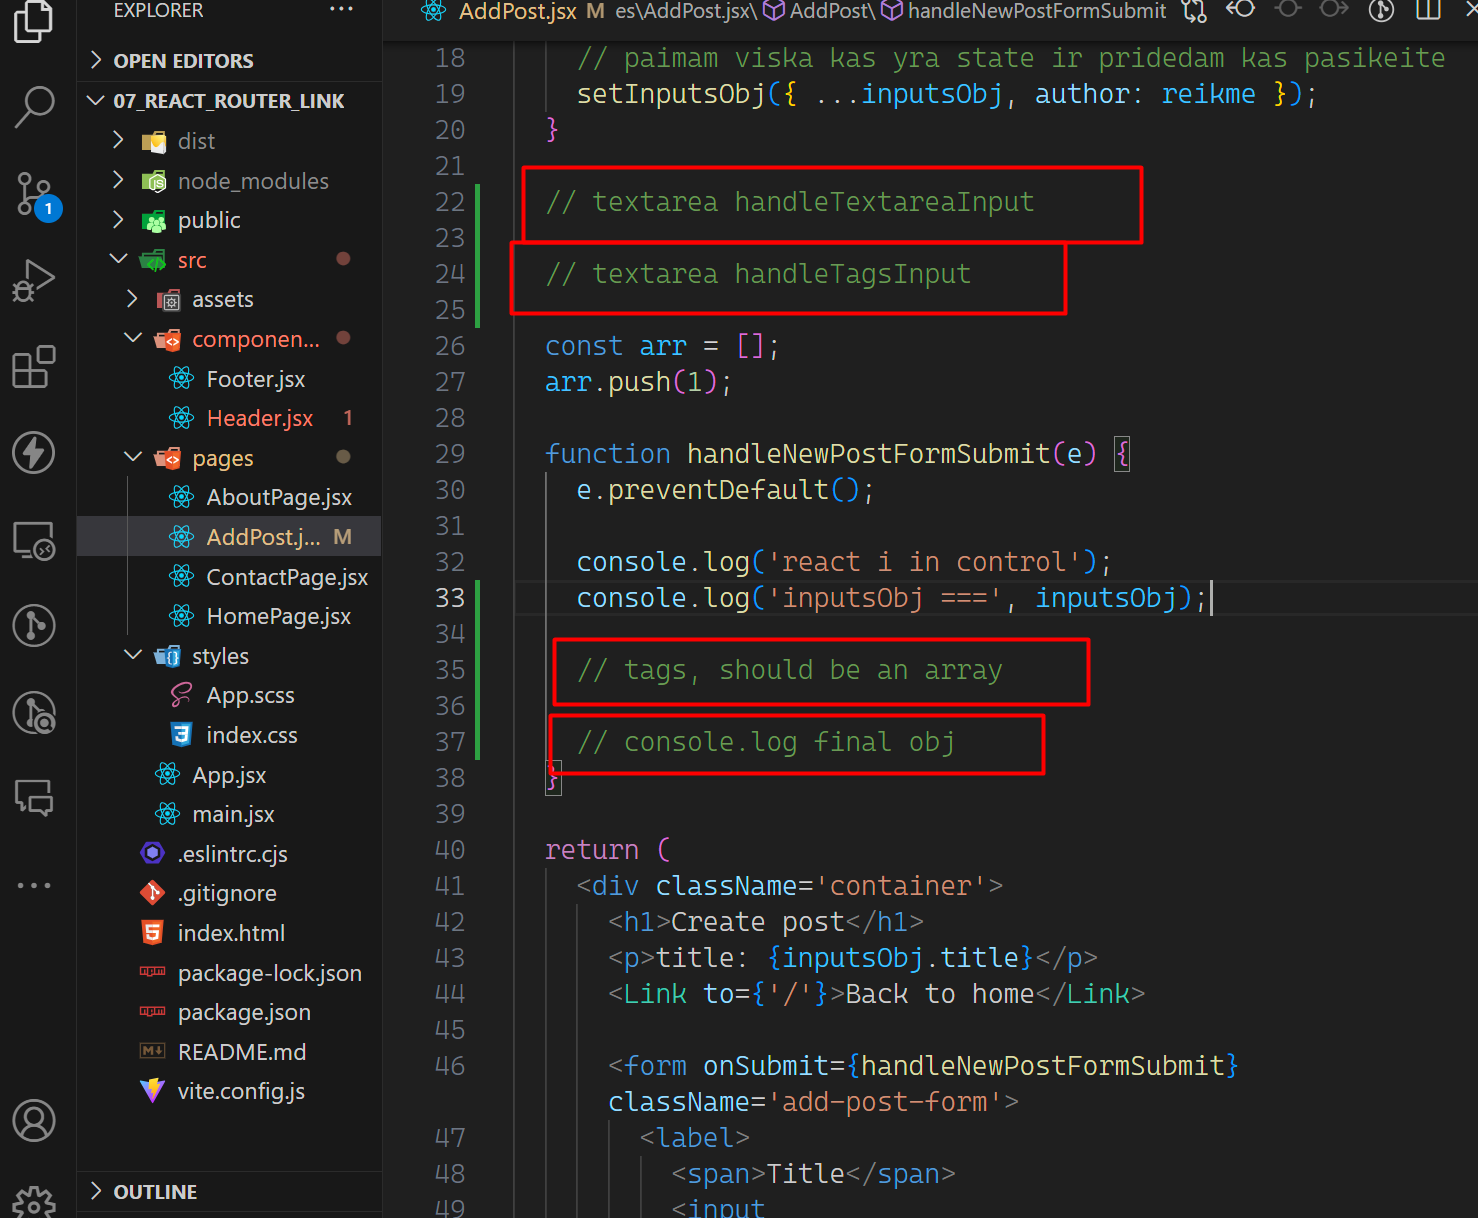 EXPLORER
OPEN EDITORS
07_REACT_ROUTER_LINK
dist
node_modules
public
src
assets
componen...
Footer.jsx
Header.jsx 1
pages
AboutPage.jsx
AddPost.j... M
ContactPage.jsx
HomePage.jsx
styles
App.scss
index.css
App.jsx
main.jsx
.eslintrc.cjs
.gitignore
index.html
package-lock.json
package.json
README.md
vite.config.js
OUTLINE
1
AddPost.jsx M es\AddPost.jsx\ AddPost\ handleNewPostFormSubmit
18 // paimam viska kas yra state ir pridedam kas pasikeite
19 setInputsObj({ ...inputsObj, author: reikme });
20 }
21
22 // textarea handleTextareaInput
23
24 // textarea handleTagsInput
25
26 const arr = [];
27 arr.push(1);
28
29 function handleNewPostFormSubmit(e) {
30 e.preventDefault();
31
32 console.log('react i in control');
33 console.log('inputsObj ===', inputsObj);
34
35 // tags, should be an array
36
37 // console.log final obj
38 }
39
40 return (
41 <div className='container'>
42 <h1>Create post</h1>
43 <p>title: {inputsObj.title}</p>
44 <Link to={'/'}>Back to home</Link>
45
46 <form onSubmit={handleNewPostFormSubmit}
className='add-post-form'>
47 <label>
48 <span>Title</span>
49 <input